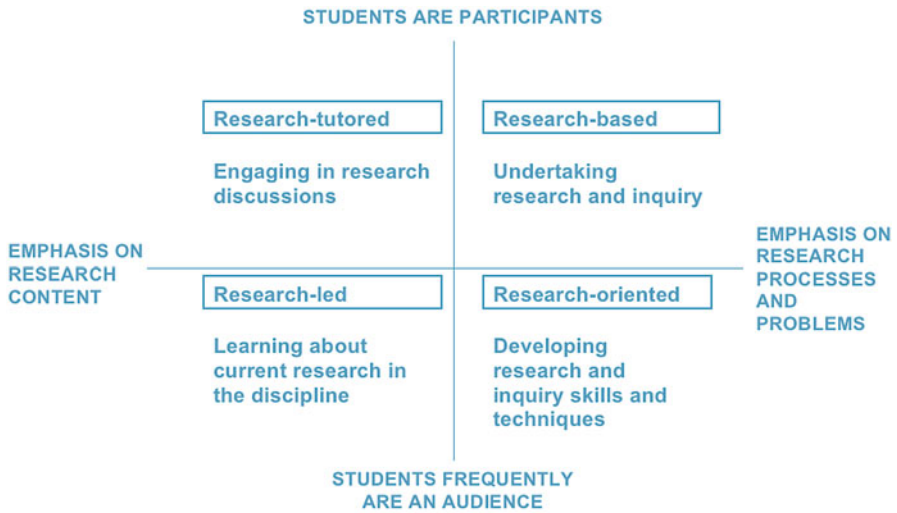 STUDENTS ARE PARTICIPANTS
Research-tutored
Engaging in research
discussions
Research-based
Undertaking
research and inquiry
EMPHASIS ON
RESEARCH
CONTENT
EMPHASIS ON
RESEARCH
PROCESSES
AND
PROBLEMS
Research-led
Learning about
current research in
the discipline
Research-oriented
Developing
research and
inquiry skills and
techniques
STUDENTS FREQUENTLY
ARE AN AUDIENCE